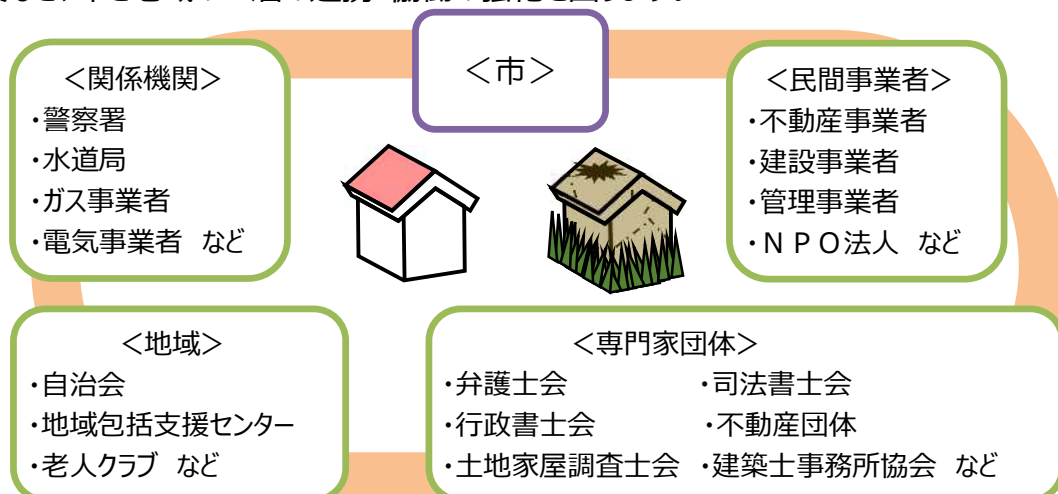 ＜市＞
＜関係機関＞
・警察署
・水道局
・ガス事業者
・電気事業者 など
＜民間事業者＞
・不動産事業者
・建設事業者
・管理事業者
・ＮＰＯ法人 など
＜地域＞
・自治会
・地域包括支援センター
・老人クラブ など
＜専門家団体＞
・弁護士会 ・司法書士会
・行政書士会 ・不動産団体
・土地家屋調査士会 ・建築士事務所協会 など